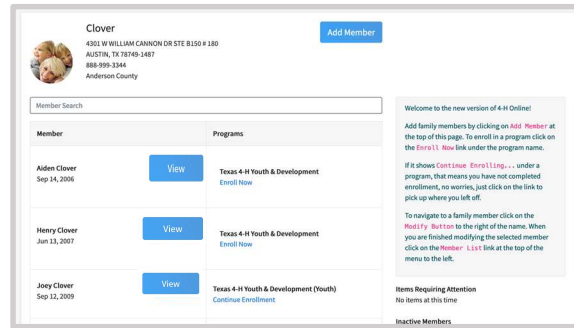 Clover
4301 W WILLIAM CANNON DR STE B150 # 180
AUSTIN, TX 78749-1487
888-999-3344
Anderson County
Add Member
Member Search
Member
Programs
Aiden Clover
Sep 14, 2006
View
Texas 4-H Youth & Development
Enroll Now
Henry Clover
Jun 13, 2007
View
Texas 4-H Youth & Development
Enroll Now
Joey Clover
Sep 12, 2009
View
Texas 4-H Youth & Development (Youth)
Continue Enrollment
Welcome to the new version of 4-H Online!
Add family members by clicking on Add Member at
the top of this page. To enroll in a program click on
the Enroll Now link under the program name.
If it shows Continue Enrolling... under a
program, that means you have not completed
enrollment, no worries, just click on the link to
pick up where you left off.
To navigate to a family member click on the
Modify Button to the right of the name. When
you are finished modifying the selected member
click on the Member List link at the top of the
menu to the left.
Items Requiring Attention
No items at this time
Inactive Members